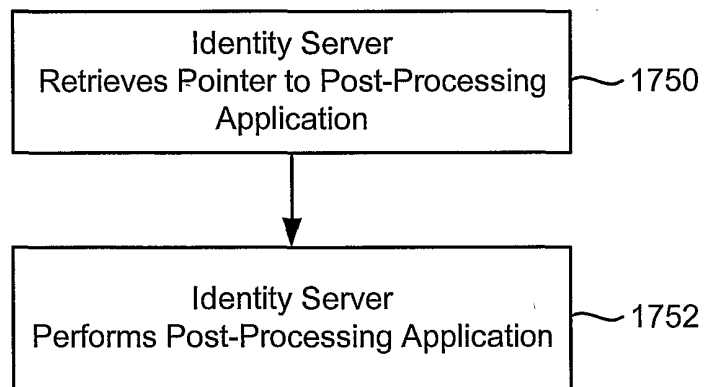 Identity Server
Retrieves Pointer to Post-Processing
Application
1750
Identity Server
Performs Post-Processing Application
1752